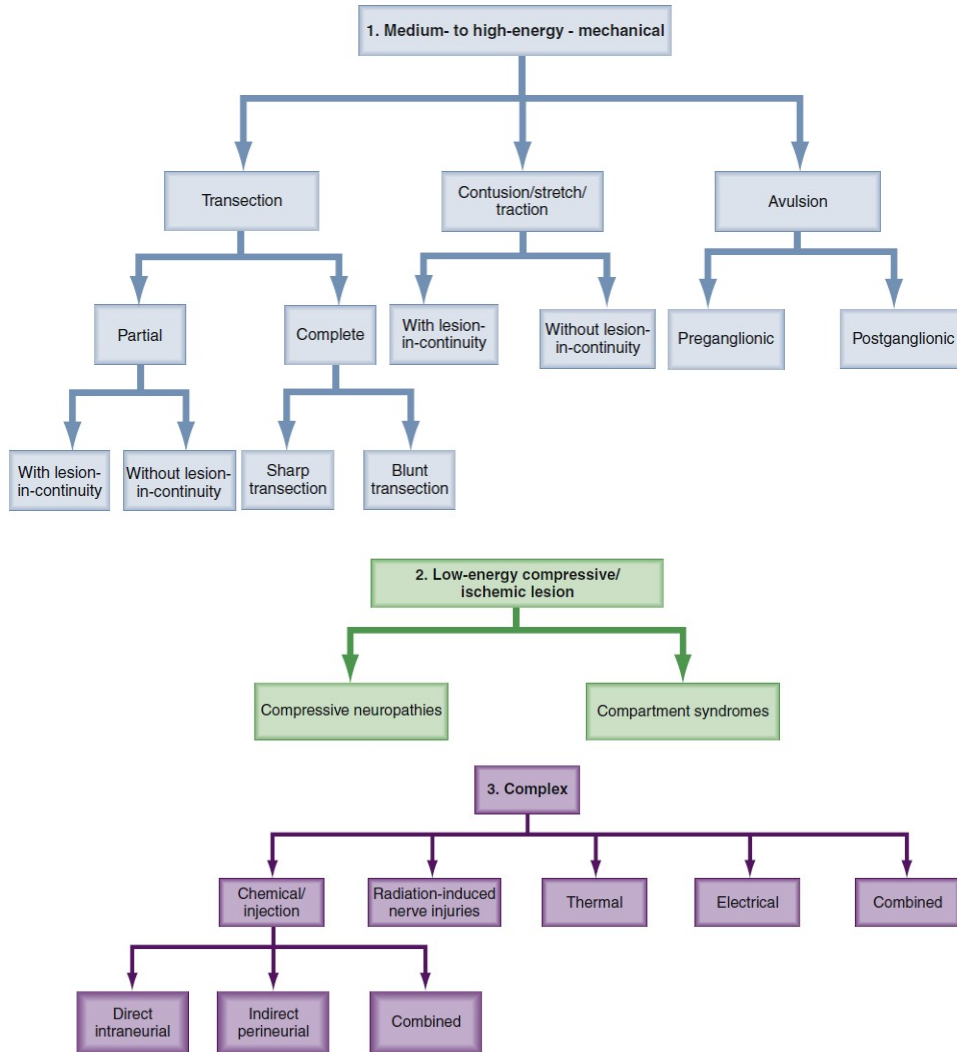 1. Medium- to high-energy - mechanical
Transection
Contusion/stretch/
traction
Avulsion
Partial
Complete
With lesion-
in-continuity
Without lesion-
in-continuity
Preganglionic
Postganglionic
With lesion-
in-continuity
Without lesion-
in-continuity
Sharp
transection
Blunt
transection
2. Low-energy compressive/
ischemic lesion
Compressive neuropathies
Compartment syndromes
3. Complex
Chemical/
injection
Radiation-induced
nerve injuries
Thermal
Electrical
Combined
Direct
intraneurial
Indirect
perineurial
Combined